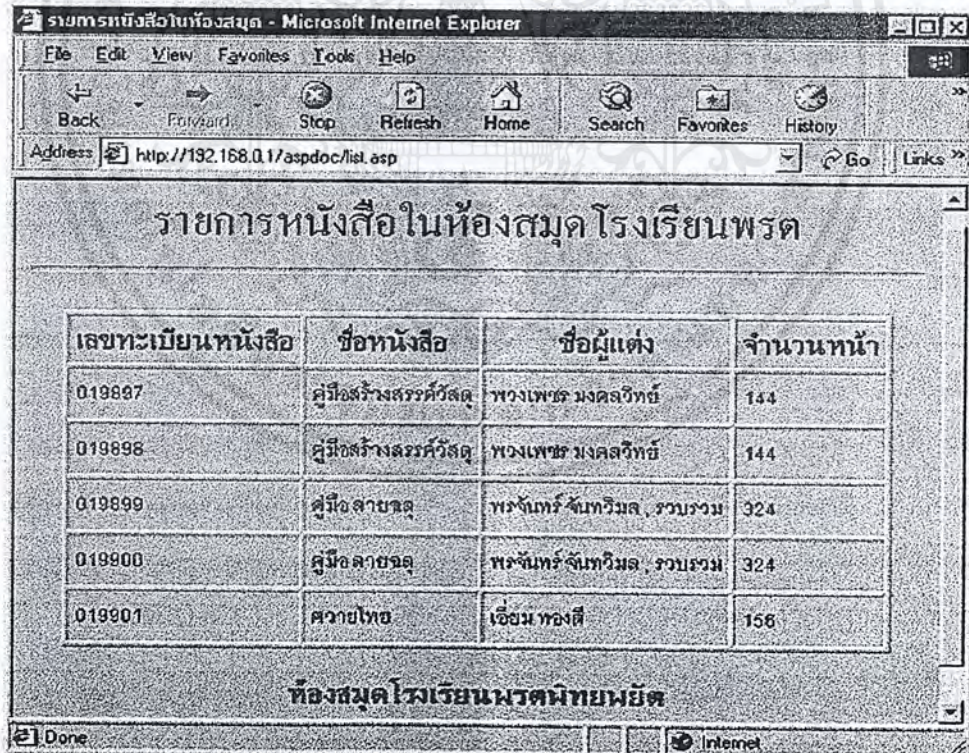 รายการหนังสือในห้องสมุด - Microsoft Internet Explorer
File Edit View Favorites Tools Help
Back Forward Stop Refresh Home Search Favorites History
Address http://192.168.0.1/aspdoc/list.asp Go Links
รายการหนังสือในห้องสมุดโรงเรียนพรต
เลขทะเบียนหนังสือ ชื่อหนังสือ ชื่อผู้แต่ง จำนวนหน้า
019897 คู่มือสร้างสรรค์วัสดุ พวงเพชร มงคลวิทย์ 144
019898 คู่มือสร้างสรรค์วัสดุ พวงเพชร มงคลวิทย์ 144
019899 คู่มือลายฉลุ พรจันทร์ จันทวิมล , รวบรวม 324
019900 คู่มือลายฉลุ พรจันทร์ จันทวิมล , รวบรวม 324
019901 ควายไทย เอี่ยม ทองดี 156
ห้องสมุดโรงเรียนพรตพิทยพยัต
Done Internet